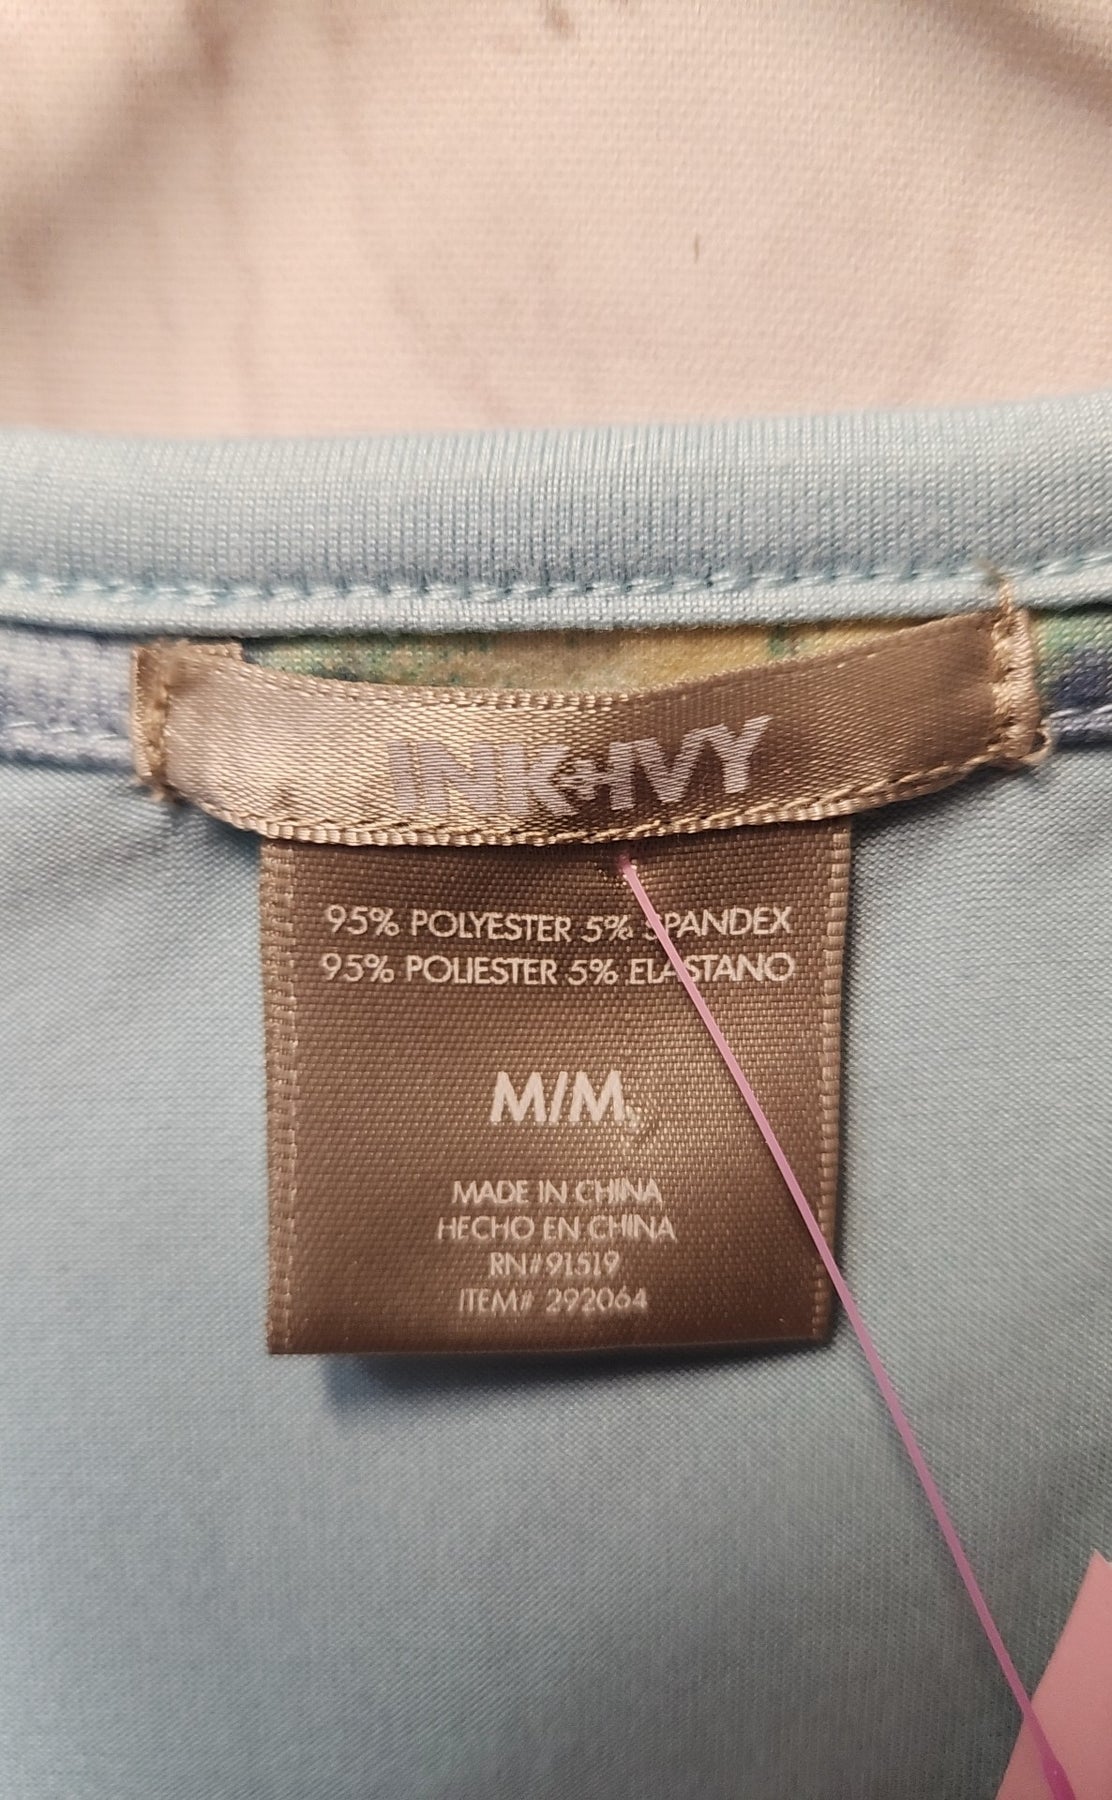 INK+IVY
95% POLYESTER 5% SPANDEX
95% POLIESTER 5% ELASTANO
M/M
MADE IN CHINA
HECHO EN CHINA
RN#91519
ITEM# 292064